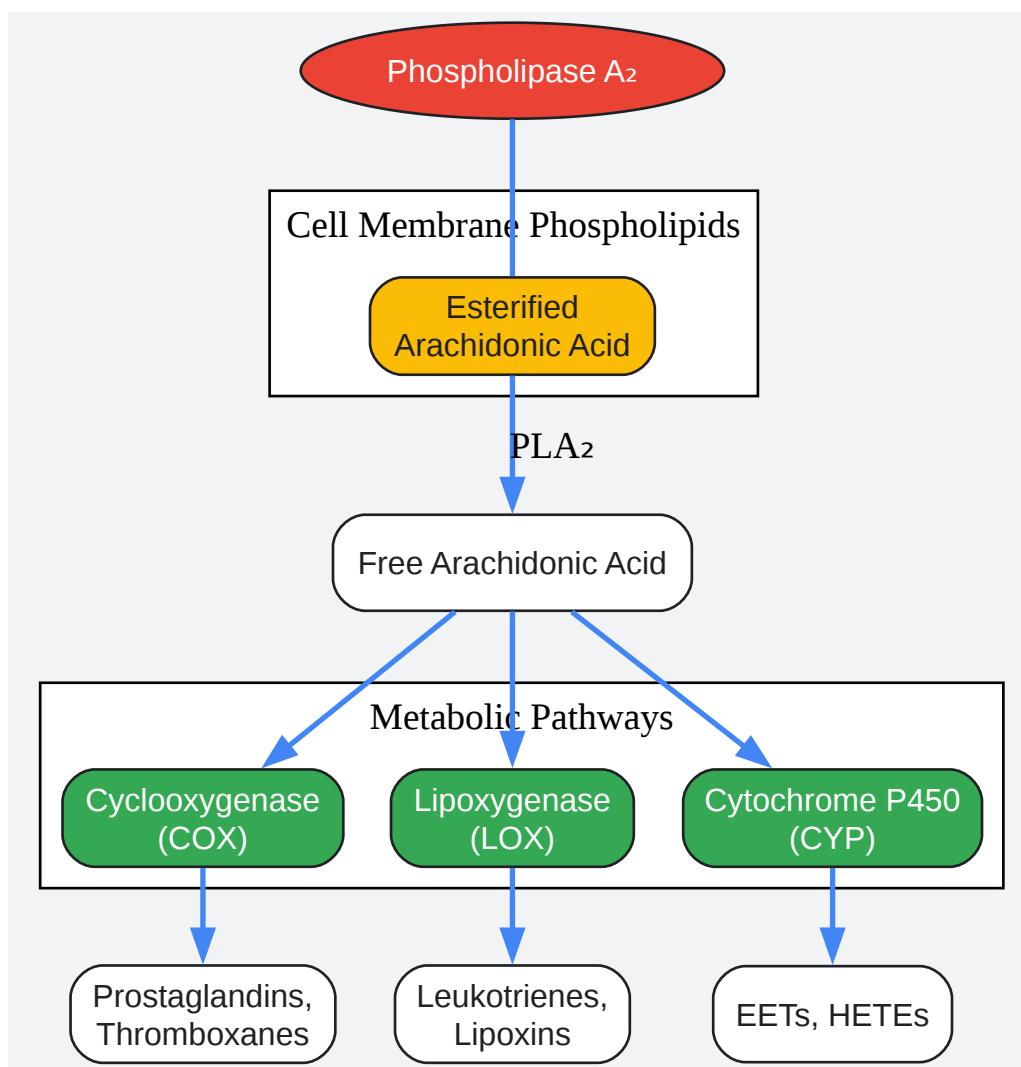 Phospholipase A₂
Cell Membrane Phospholipids
Esterified
Arachidonic Acid
PLA₂
Free Arachidonic Acid
Metabolic Pathways
Cyclooxygenase
(COX)
Lipoxygenase
(LOX)
Cytochrome P450
(CYP)
Prostaglandins,
Thromboxanes
Leukotrienes,
Lipoxins
EETs, HETEs